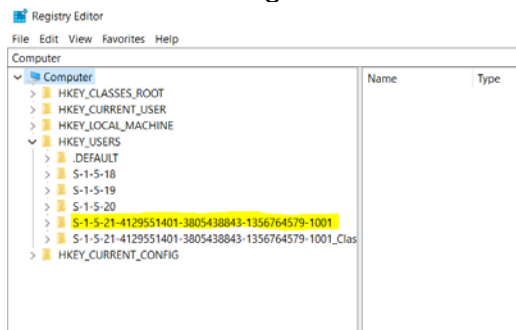 Registry Editor
File Edit View Favorites Help
Computer
Computer
HKEY_CLASSES_ROOT
HKEY_CURRENT_USER
HKEY_LOCAL_MACHINE
HKEY_USERS
.DEFAULT
S-1-5-18
S-1-5-19
S-1-5-20
S-1-5-21-4129551401-3805438843-1356764579-1001
S-1-5-21-4129551401-3805438843-1356764579-1001_Clas
HKEY_CURRENT_CONFIG
Name Type